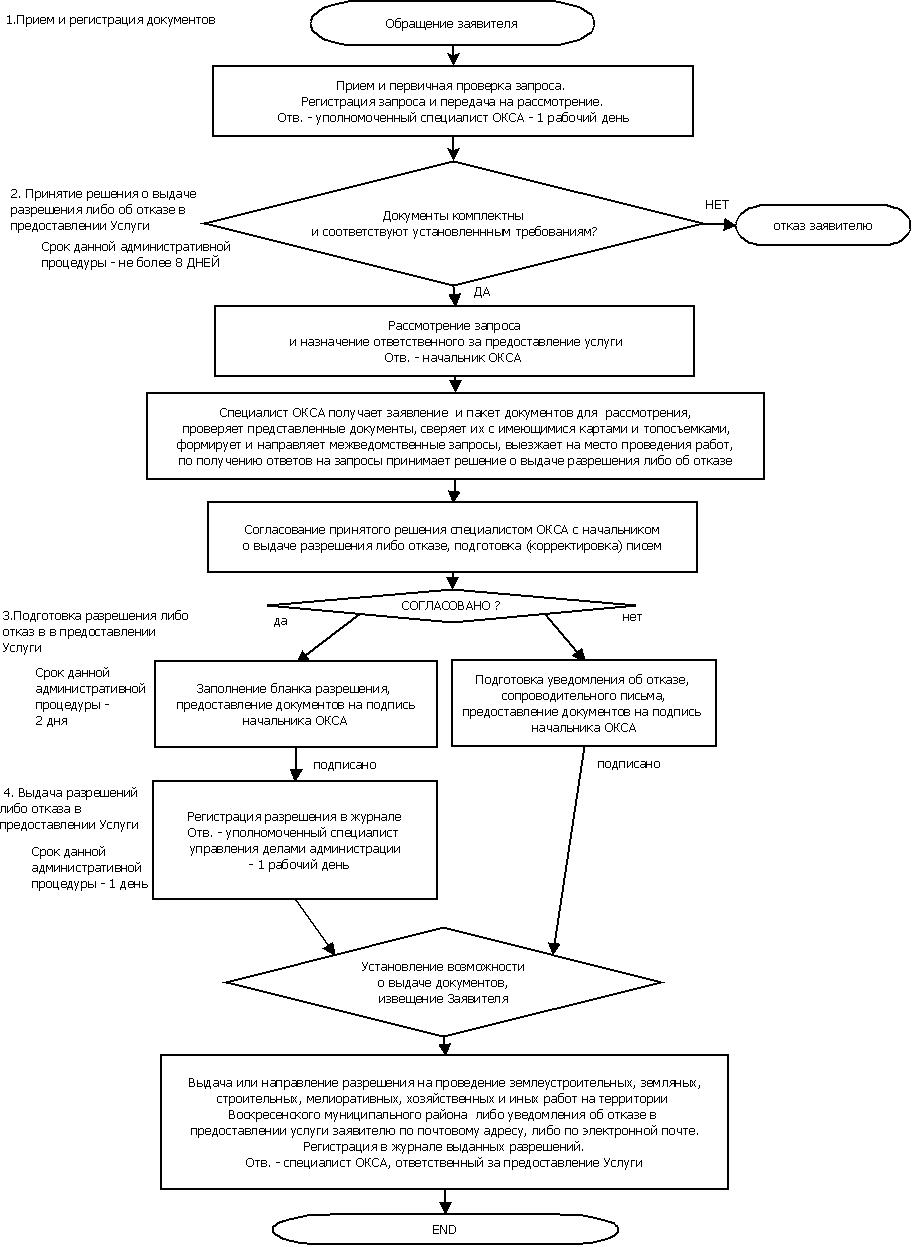 1.Прием и регистрация документов
Обращение заявителя
Прием и первичная проверка запроса.
Регистрация запроса и передача на рассмотрение.
Отв. - уполномоченный специалист ОКСА - 1 рабочий день
2. Принятие решения о выдаче
разрешения либо об отказе в
предоставлении Услуги
Срок данной административной
процедуры - не более 8 ДНЕЙ
Документы комплектны
и соответствуют установленнным требованиям?
НЕТ
отказ заявителю
ДА
Рассмотрение запроса
и назначение ответственного за предоставление услуги
Отв. - начальник ОКСА
Специалист ОКСА получает заявление и пакет документов для рассмотрения,
проверяет представленные документы, сверяет их с имеющимися картами и топосъемками,
формирует и направляет межведомственные запросы, выезжает на место проведения работ,
по получению ответов на запросы принимает решение о выдаче разрешения либо об отказе
Согласование принятого решения специалистом ОКСА с начальником
о выдаче разрешения либо отказе, подготовка (корректировка) писем
СОГЛАСОВАНО ?
да
нет
3.Подготовка разрешения либо
отказ в в предоставлении
Услуги
Срок данной
административной
процедуры -
2 дня
Заполнение бланка разрешения,
предоставление документов на подпись
начальника ОКСА
Подготовка уведомления об отказе,
сопроводительного письма,
предоставление документов на подпись
начальника ОКСА
подписано
подписано
4. Выдача разрешений
либо отказа в
предоставлении Услуги
Срок данной
административной
процедуры - 1 день
Регистрация разрешения в журнале
Отв. - уполномоченный специалист
управления делами администрации
- 1 рабочий день
Установление возможности
о выдаче документов,
извещение Заявителя
Выдача или направление разрешения на проведение землеустроительных, земляных,
строительных, мелиоративных, хозяйственных и иных работ на территории
Воскресенского муниципального района либо уведомления об отказе в
предоставлении услуги заявителю по почтовому адресу, либо по электронной почте.
Регистрация в журнале выданных разрешений.
Отв. - специалист ОКСА, ответственный за предоставление Услуги
END